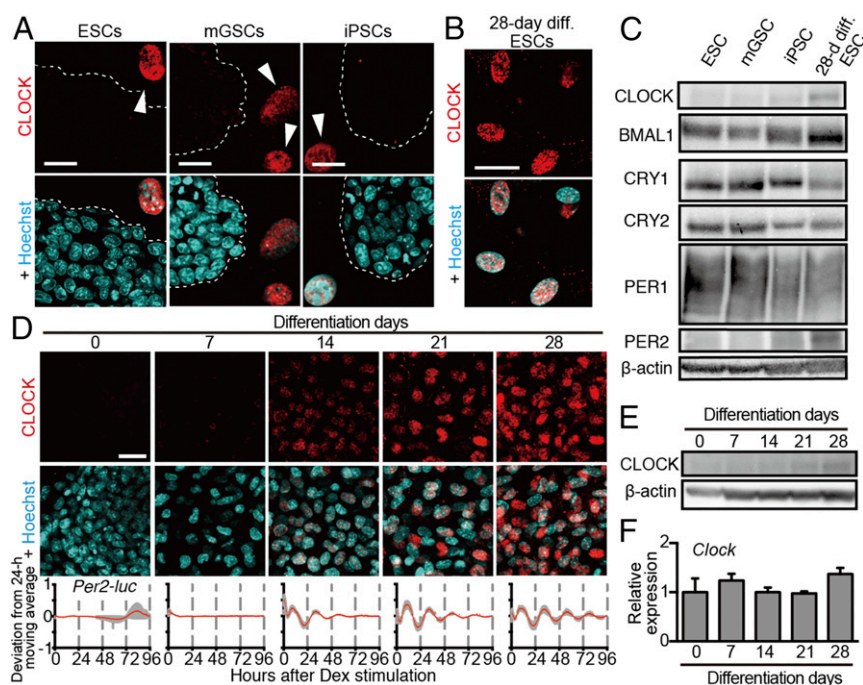 A
ESCs mGSCs iPSCs
CLOCK
+ Hoechst
B
28-day diff.
ESCs
CLOCK
+ Hoechst
C
ESC
mGSC
iPSC
28-d diff.
ESC
CLOCK
BMAL1
CRY1
CRY2
PER1
PER2
β-actin
D
Differentiation days
0 7 14 21 28
CLOCK
+ Hoechst
Deviation from 24-h
moving average
Per2-luc
1
0
-1
0 24 48 72 96
0 24 48 72 96
0 24 48 72 96
0 24 48 72 96
0 24 48 72 96
Hours after Dex stimulation
E
Differentiation days
0 7 14 21 28
CLOCK
β-actin
F
Clock
Relative
expression
2
1
0
0 7 14 21 28
Differentiation days